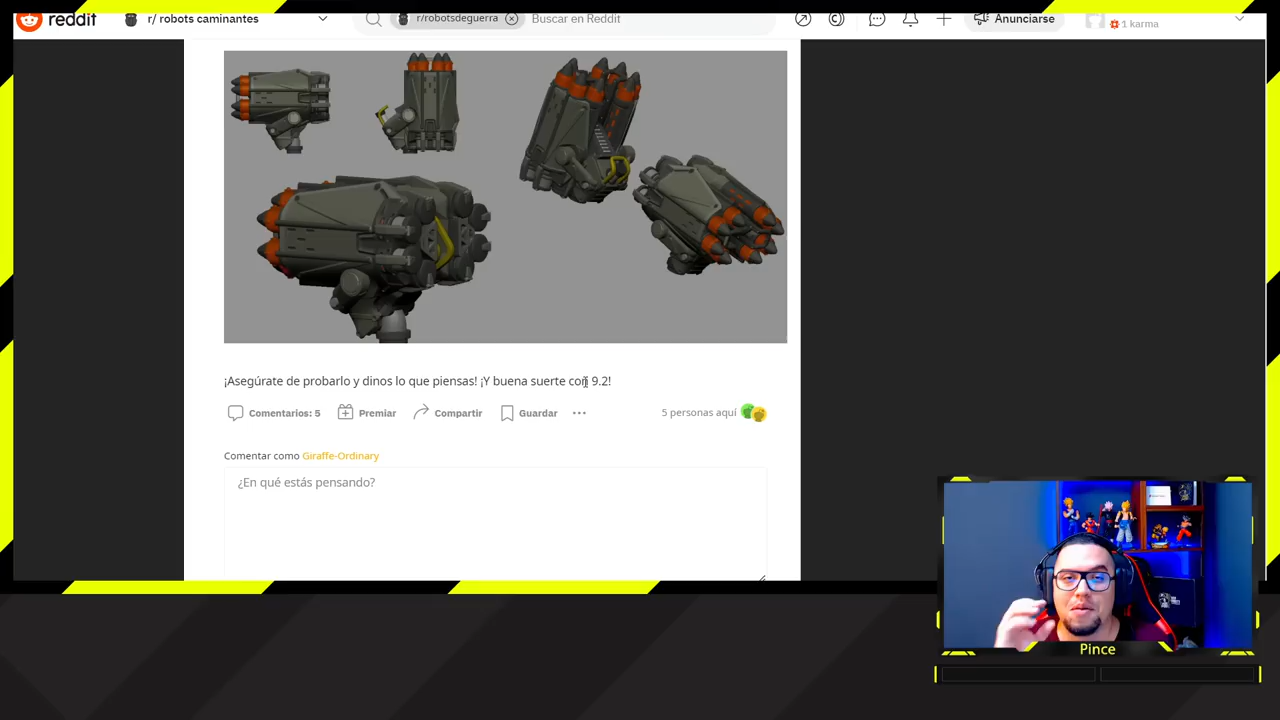 reddit
r/ robots caminantes
r/robotsdeguerra
Buscar en Reddit
Anunciarse
1 karma
¡Asegúrate de probarlo y dinos lo que piensas! ¡Y buena suerte con 9.2!
Comentarios: 5
Premiar
Compartir
Guardar
5 personas aquí
Comentar como Giraffe-Ordinary
¿En qué estás pensando?
Pince